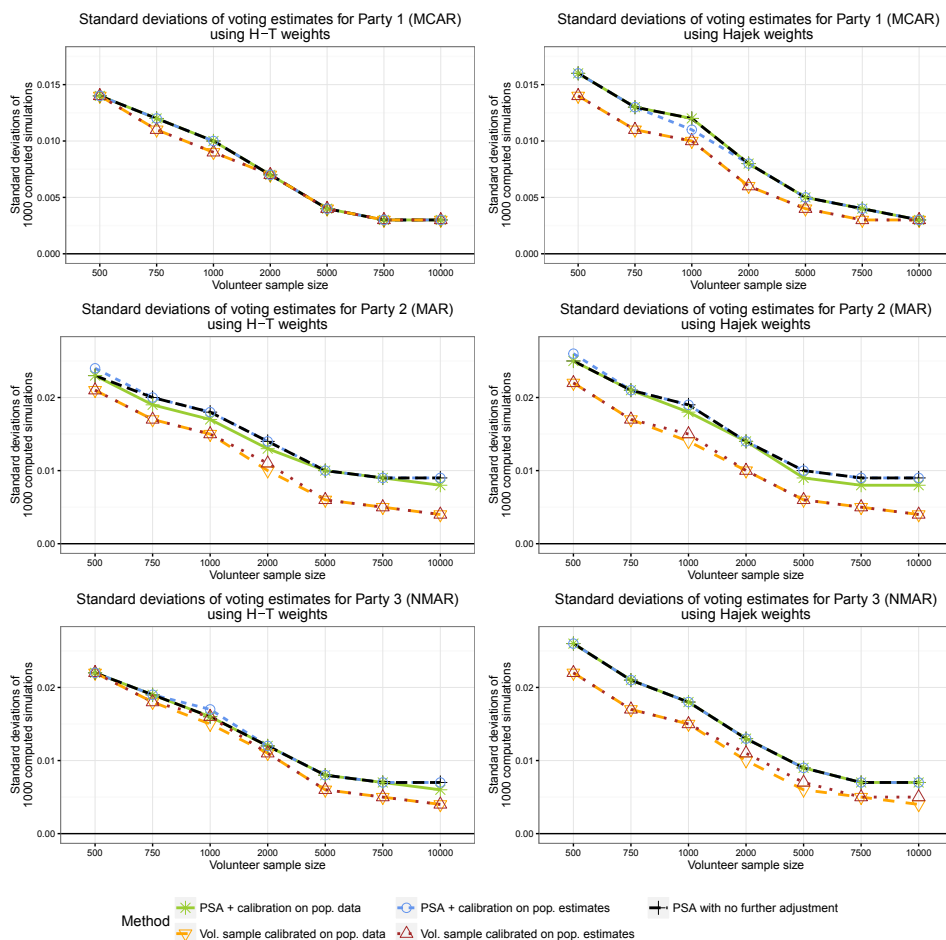 Standard deviations of voting estimates for Party 1 (MCAR)
using H−T weights
Standard deviations of
1000 computed simulations
0.015
0.010
0.005
0.000
500 750 1000 2000 5000 7500 10000
Volunteer sample size
Standard deviations of voting estimates for Party 1 (MCAR)
using Hajek weights
Standard deviations of
1000 computed simulations
0.015
0.010
0.005
0.000
500 750 1000 2000 5000 7500 10000
Volunteer sample size
Standard deviations of voting estimates for Party 2 (MAR)
using H−T weights
Standard deviations of
1000 computed simulations
0.02
0.01
0.00
500 750 1000 2000 5000 7500 10000
Volunteer sample size
Standard deviations of voting estimates for Party 2 (MAR)
using Hajek weights
Standard deviations of
1000 computed simulations
0.02
0.01
0.00
500 750 1000 2000 5000 7500 10000
Volunteer sample size
Standard deviations of voting estimates for Party 3 (NMAR)
using H−T weights
Standard deviations of
1000 computed simulations
0.02
0.01
0.00
500 750 1000 2000 5000 7500 10000
Volunteer sample size
Standard deviations of voting estimates for Party 3 (NMAR)
using Hajek weights
Standard deviations of
1000 computed simulations
0.02
0.01
0.00
500 750 1000 2000 5000 7500 10000
Volunteer sample size
Method
PSA + calibration on pop. data
PSA + calibration on pop. estimates
PSA with no further adjustment
Vol. sample calibrated on pop. data
Vol. sample calibrated on pop. estimates